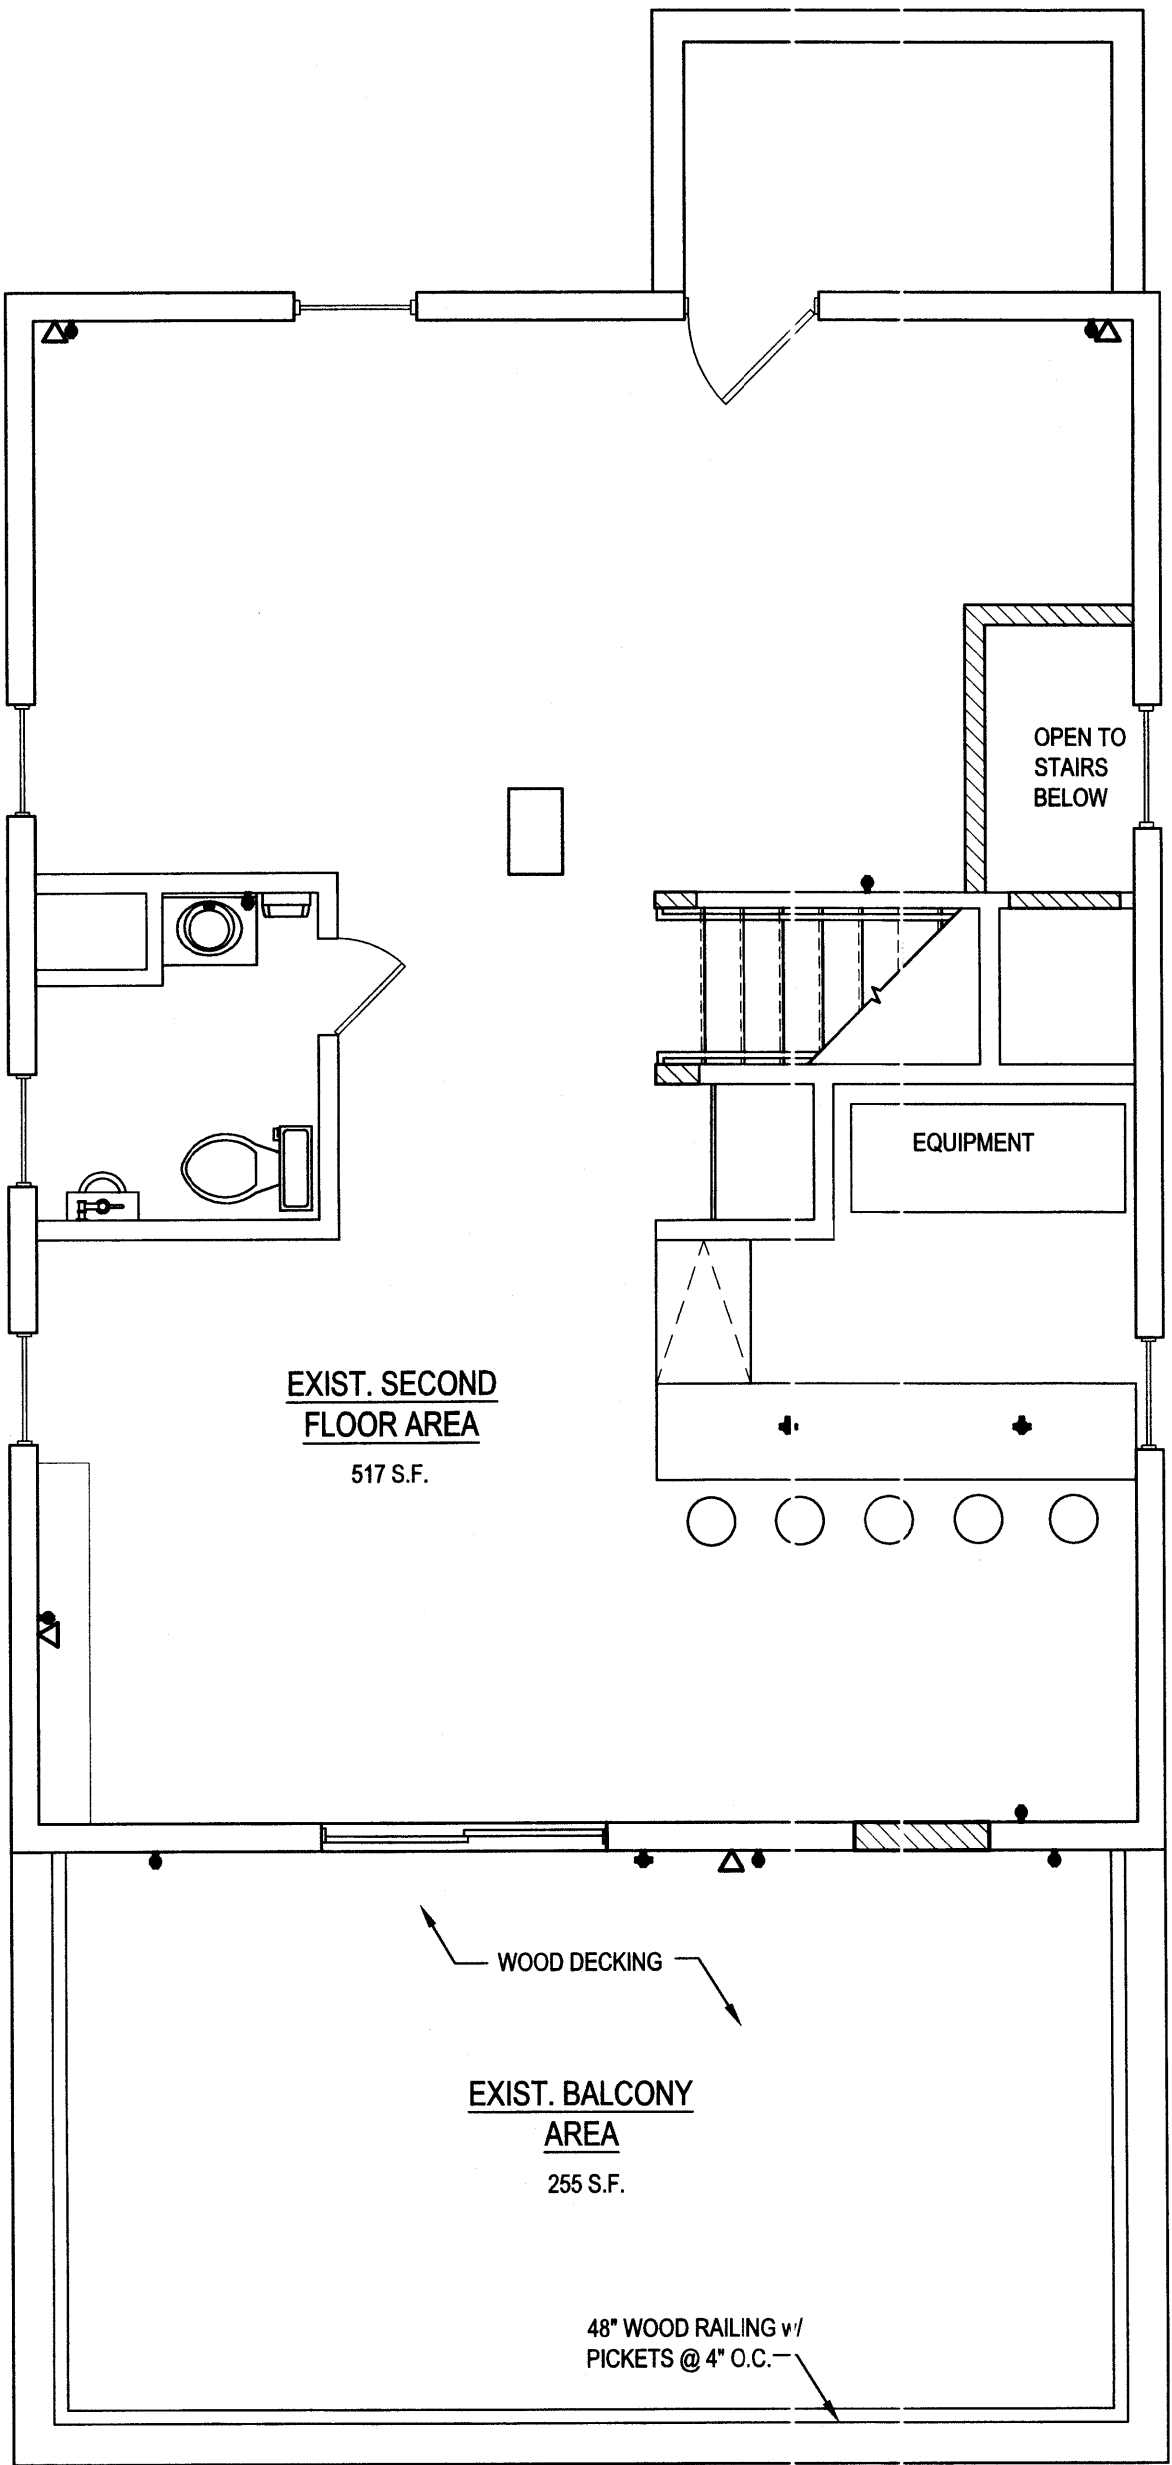 OPEN TO
STAIRS
BELOW
EQUIPMENT
EXIST. SECOND
FLOOR AREA
517 S.F.
WOOD DECKING
EXIST. BALCONY
AREA
255 S.F.
48" WOOD RAILING w/
PICKETS @ 4" O.C.